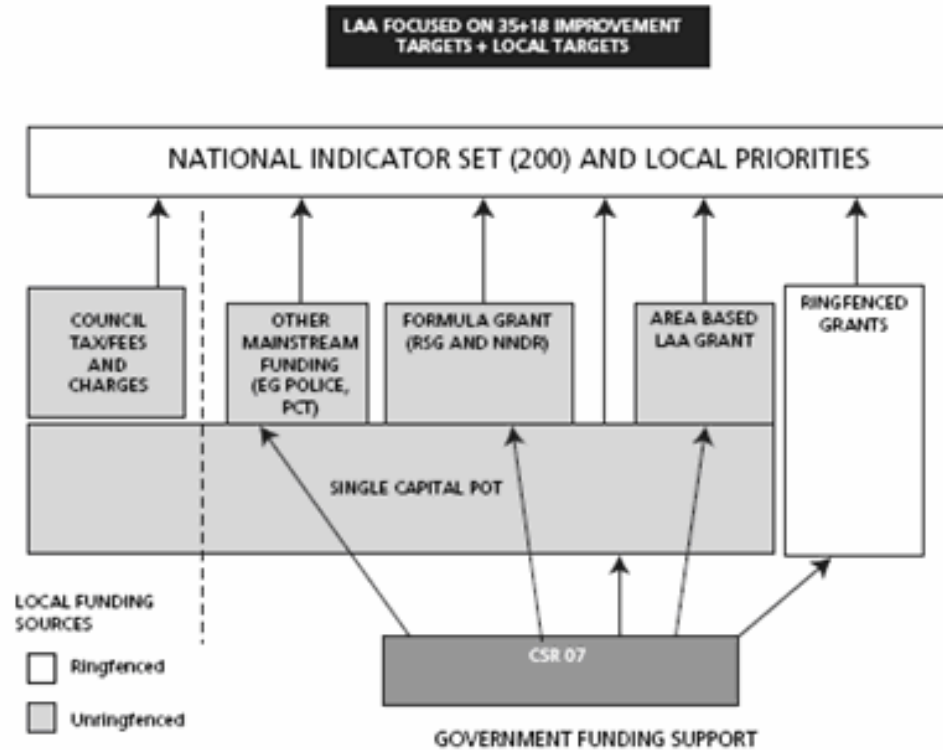 LAA FOCUSED ON 35+18 IMPROVEMENT
TARGETS + LOCAL TARGETS
NATIONAL INDICATOR SET (200) AND LOCAL PRIORITIES
COUNCIL
TAX/FEES
AND
CHARGES
OTHER
MAINSTREAM
FUNDING
(EG POLICE,
PCT)
FORMULA GRANT
(RSG AND NNDR)
AREA BASED
LAA GRANT
RINGFENCED
GRANTS
SINGLE CAPITAL POT
LOCAL FUNDING
SOURCES
Ringfenced
Unringfenced
CSR 07
GOVERNMENT FUNDING SUPPORT